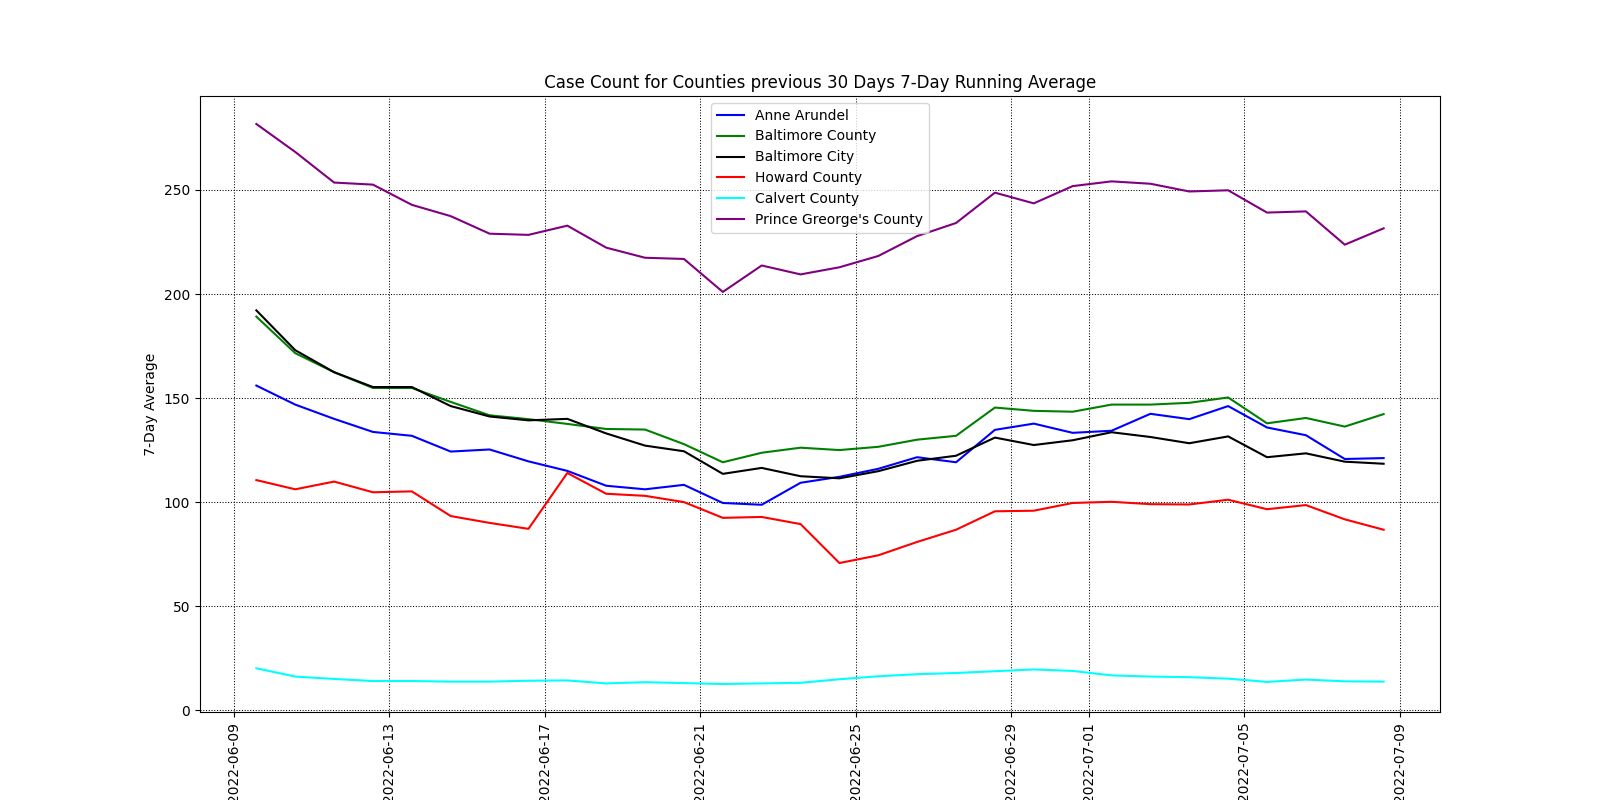 Case Count for Counties previous 30 Days 7-Day Running Average
Anne Arundel
Baltimore County
Baltimore City
Howard County
Calvert County
Prince Greorge's County
7-Day Average
250
200
150
100
50
0
2022-06-09
2022-06-13
2022-06-17
2022-06-21
2022-06-25
2022-06-29
2022-07-01
2022-07-05
2022-07-09